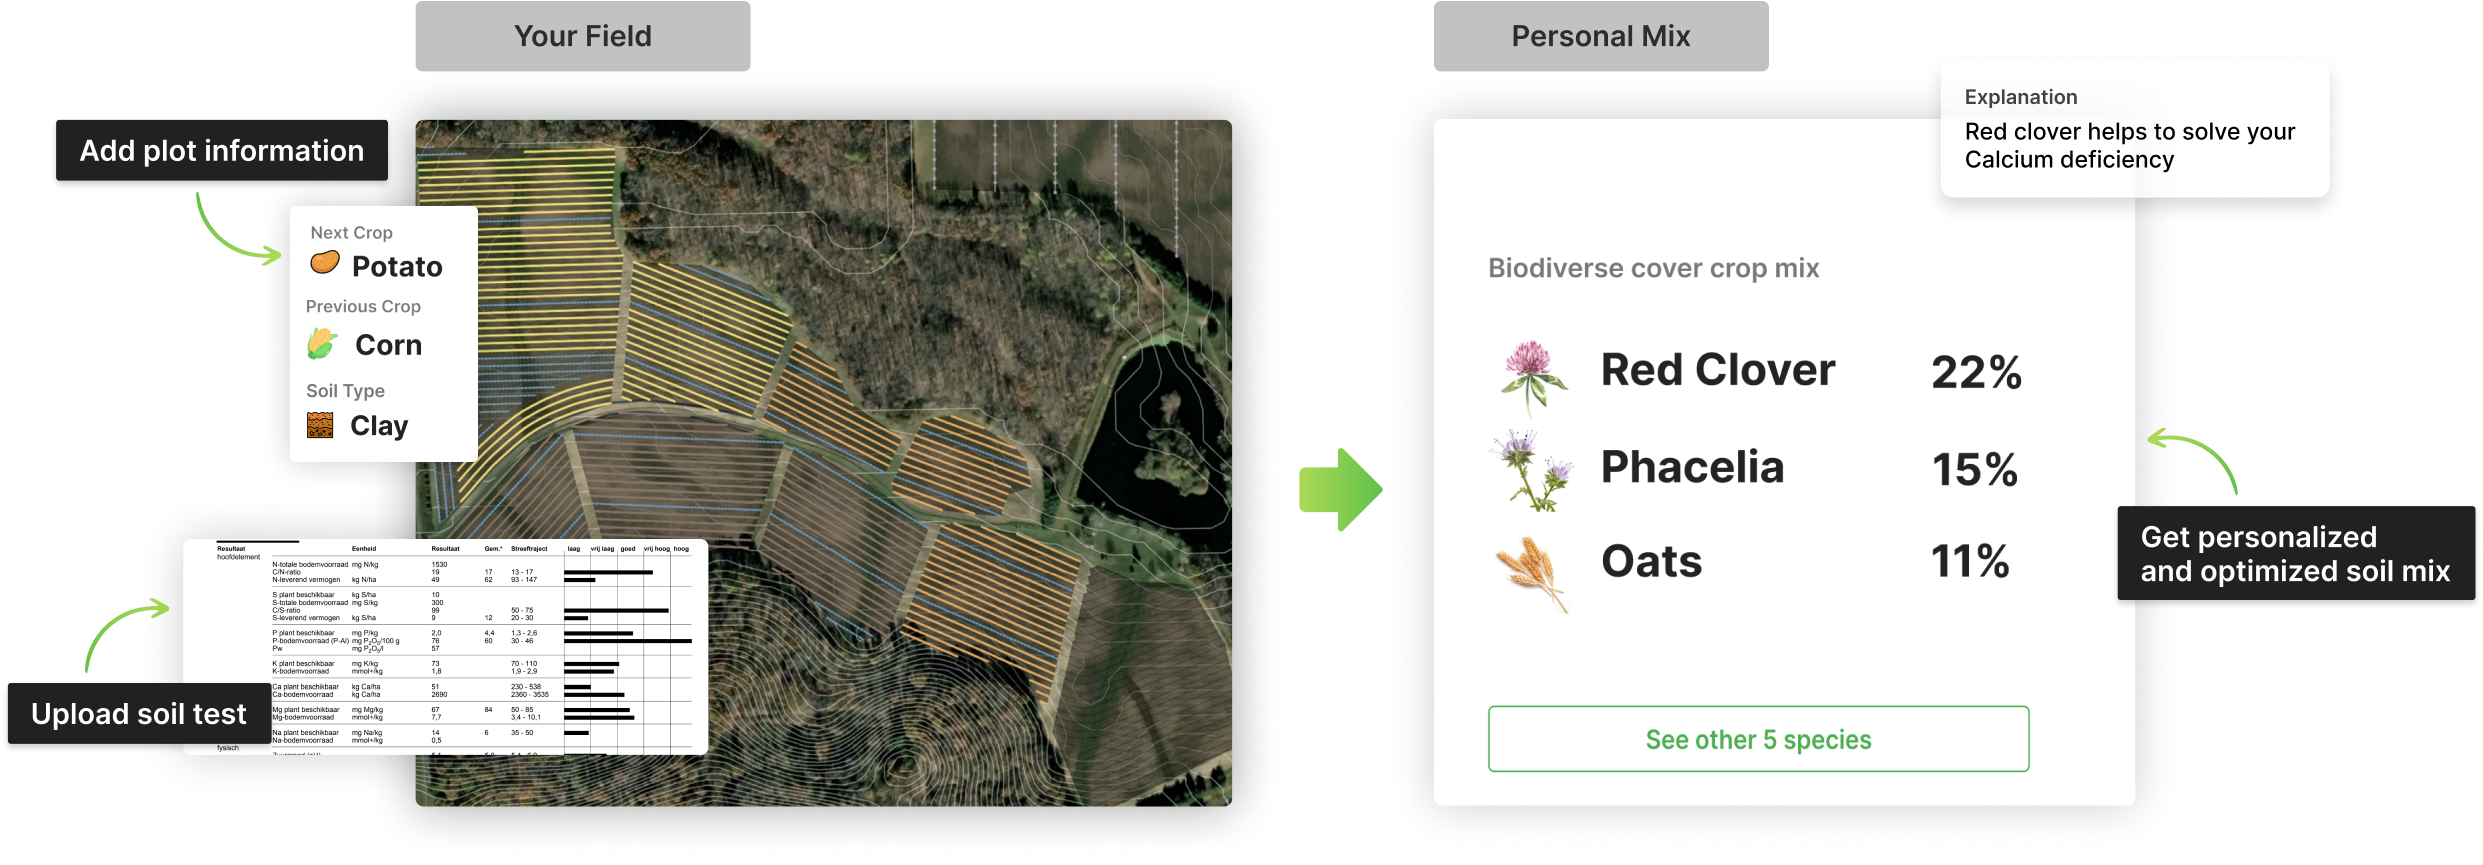 Your Field
Personal Mix
Add plot information
Next Crop
Potato
Previous Crop
Corn
Soil Type
Clay
Upload soil test
Resultaat Eenheid Resultaat Gem.* Streeftraject laag vrij laag goed vrij hoog hoog
hoofdelement
N-totale bodemvoorraad mg N/kg 1530
C/N-ratio 19 17 13 - 17
N-leverend vermogen kg N/ha 49 62 93 - 147
S plant beschikbaar kg S/ha 10
S-totale bodemvoorraad mg S/kg 300
C/S-ratio 99 50 - 75
S-leverend vermogen kg S/ha 9 12 20 - 30
P plant beschikbaar mg P/kg 2,0 4,4 1,3 - 2,6
P-bodemvoorraad (P-Al) mg P₂O₅/100 g 76 60 30 - 46
Pw mg P₂O₅/l 57
K plant beschikbaar mg K/kg 73 70 - 110
K-bodemvoorraad mmol+/kg 1,8 1,9 - 2,9
Ca plant beschikbaar kg Ca/ha 51 230 - 538
Ca-bodemvoorraad kg Ca/ha 2690 2360 - 3535
Mg plant beschikbaar mg Mg/kg 67 84 50 - 85
Mg-bodemvoorraad mmol+/kg 7,7 3,4 - 10,1
Na plant beschikbaar mg Na/kg 14 6 35 - 50
Na-bodemvoorraad mmol+/kg 0,5
fysisch
Explanation
Red clover helps to solve your
Calcium deficiency
Biodiverse cover crop mix
Red Clover 22%
Phacelia 15%
Oats 11%
See other 5 species
Get personalized
and optimized soil mix